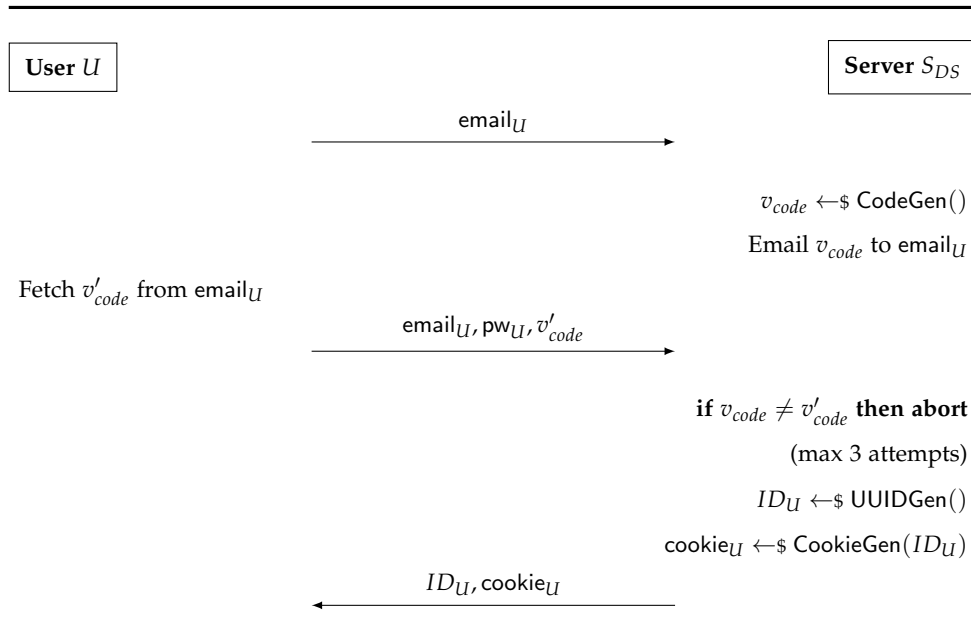 User U
Server S_DS
email_U
v_code ←$ CodeGen()
Email v_code to email_U
Fetch v'_code from email_U
email_U, pw_U, v'_code
if v_code ≠ v'_code then abort
(max 3 attempts)
ID_U ←$ UUIDGen()
cookie_U ←$ CookieGen(ID_U)
ID_U, cookie_U